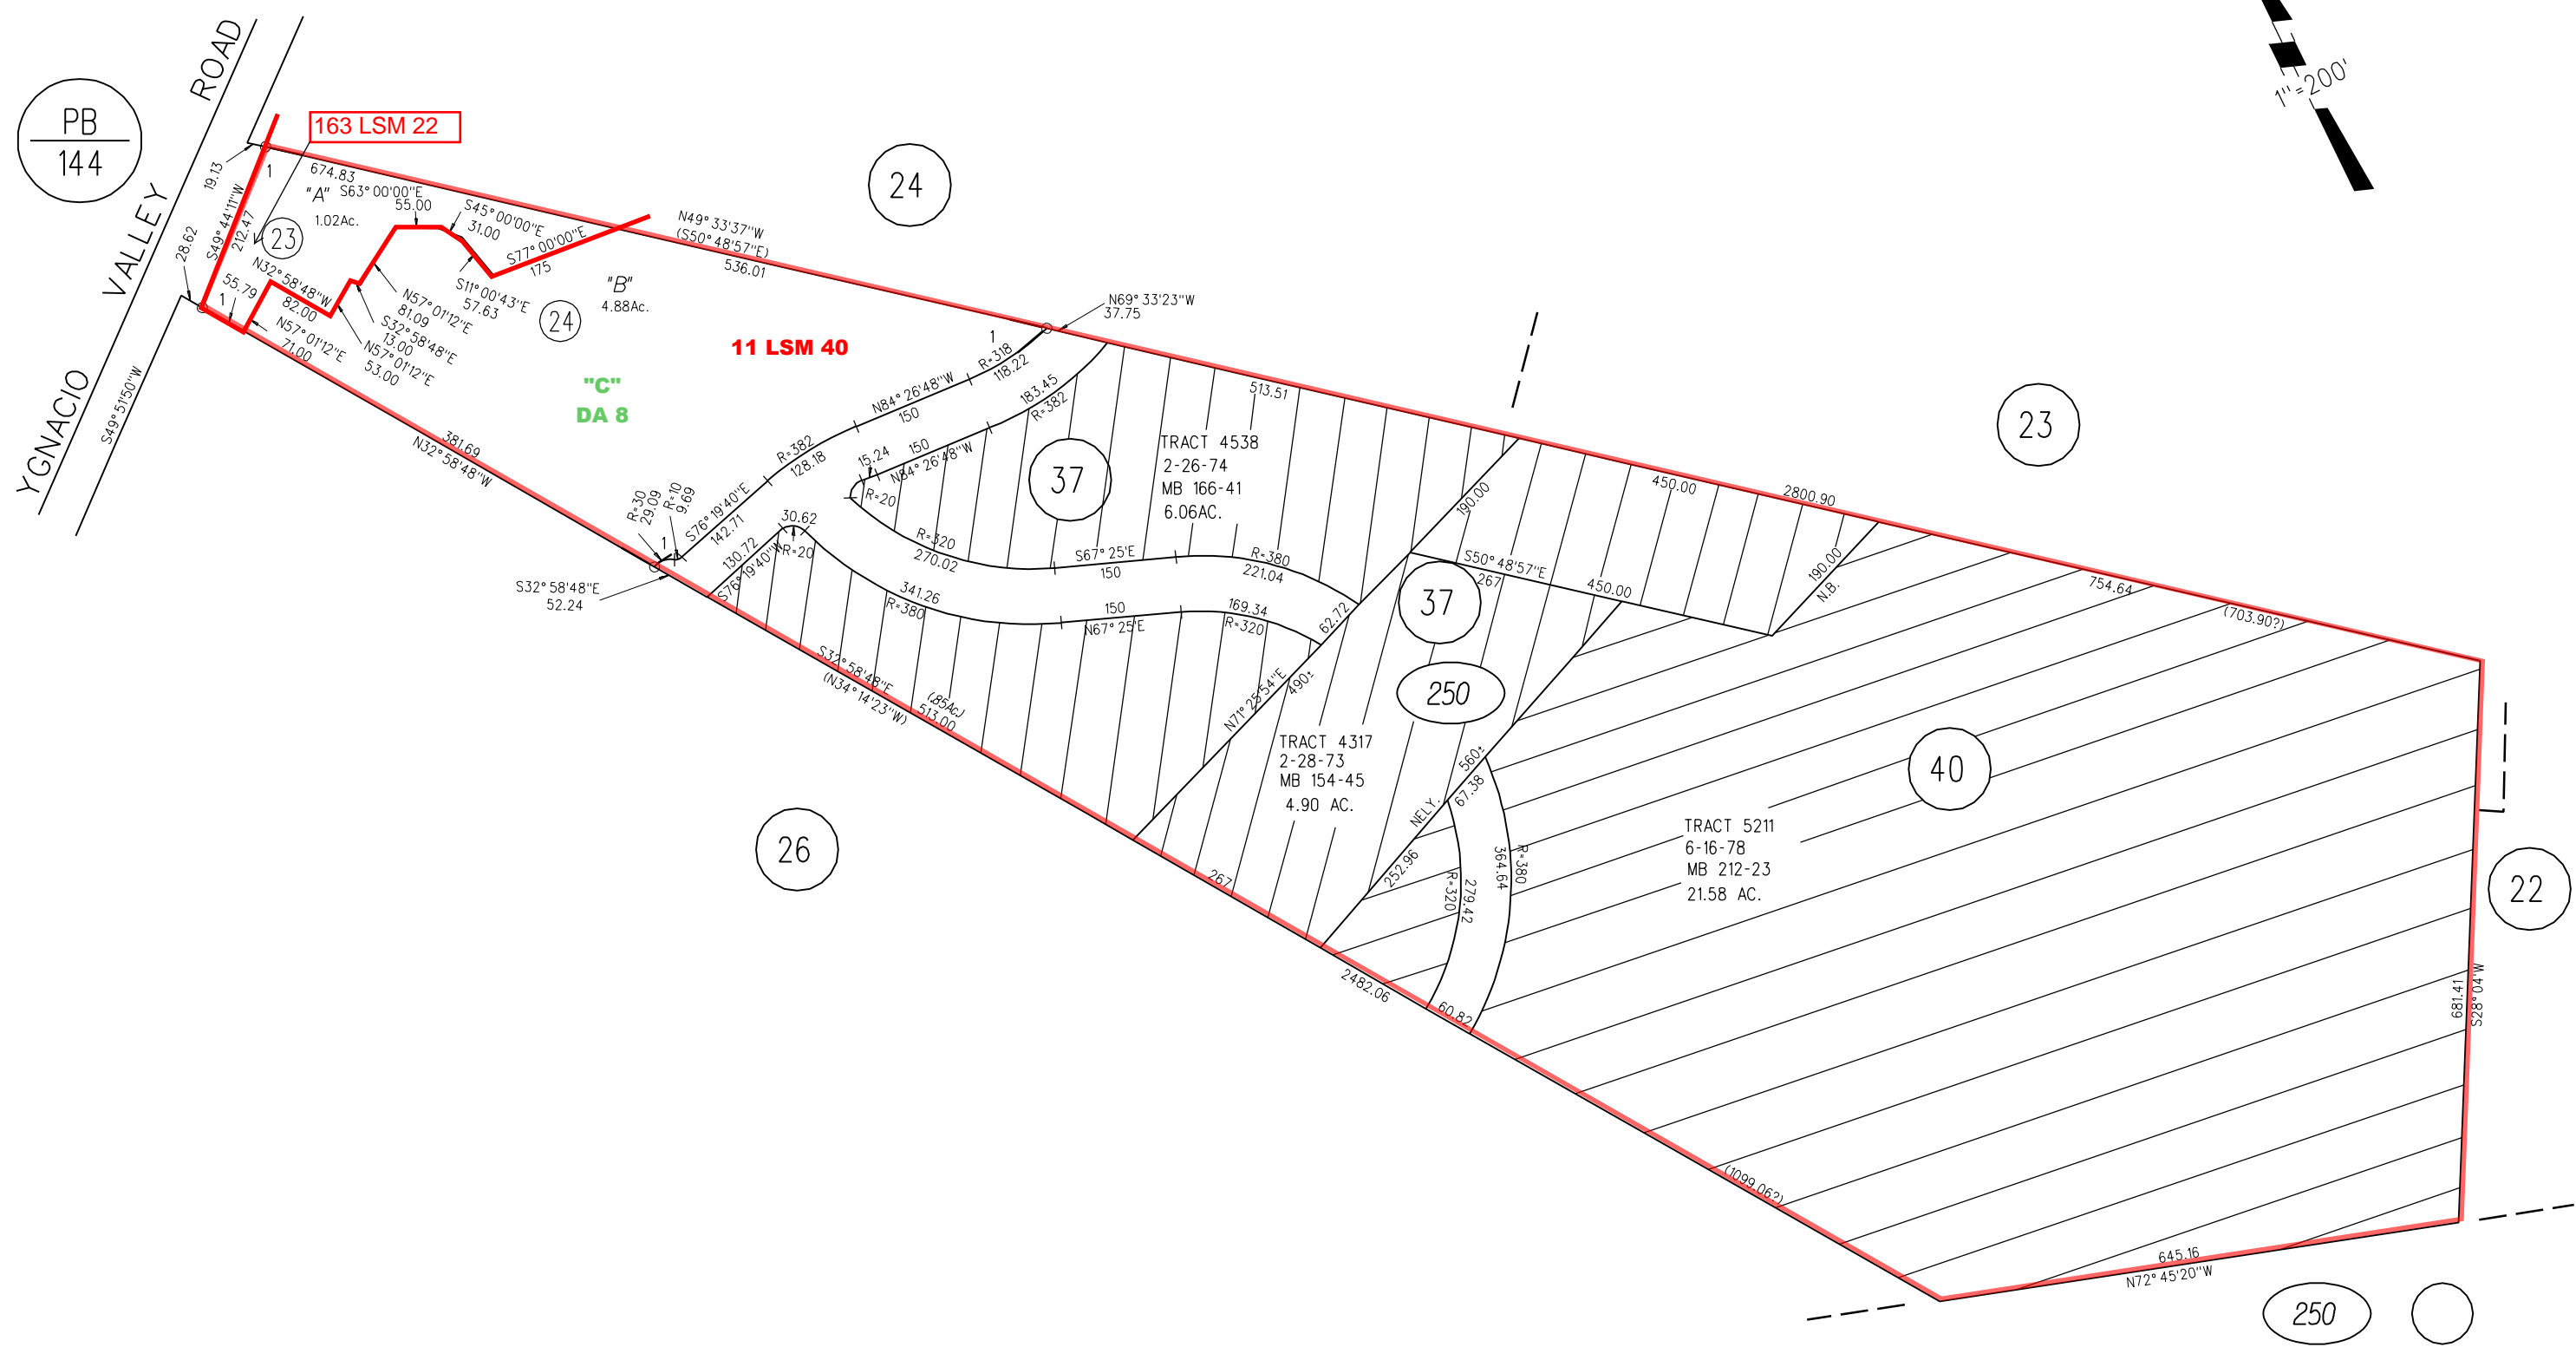 ROAD
VALLEY
YGNACIO
PB
144
163 LSM 22
1"=200'
24
19.13
1
674.83
"A"
S63°00'00"E
55.00
1.02Ac.
S45°00'00"E
31.00
S49°44'11"W
212.47
23
28.62
S77°00'00"E
175
N49°33'37"W
(S50°48'57"E)
536.01
N32°58'48"W
82.00
55.79
1
N57°01'12"E
71.00
S11°00'43"E
57.63
N57°01'12"E
81.09
S32°58'48"E
13.00
N57°01'12"E
53.00
24
"B"
4.88Ac.
N69°33'23"W
37.75
11 LSM 40
1
R=318
118.22
"C"
DA 8
S49°51'50"W
N84°26'48"W
150
183.45
R=382
513.51
381.69
N32°58'48"W
R=382
128.18
15.24
150
N84°26'48"W
R=20
37
TRACT 4538
2-26-74
MB 166-41
6.06AC.
23
190.00
450.00
2800.90
R=30
29.09
R=10
9.69
1
1
S76°19'40"E
142.71
30.62
R=20
130.72
S76°19'40"W
R=320
270.02
S67°25'E
150
R=380
221.04
S50°48'57"E
267
450.00
190.00
N.B.
754.64
(703.90?)
S32°58'48"E
52.24
341.26
R=380
150
N67°25'E
169.34
R=320
62.72
37
250
S32°58'48"E
(N34°14'23"W)
(.85Ac.)
513.00
N71°25'54"E
490±
TRACT 4317
2-28-73
MB 154-45
4.90 AC.
560±
67.38
NELY.
252.96
40
TRACT 5211
6-16-78
MB 212-23
21.58 AC.
R=380
364.64
R=320
279.42
26
267
22
2482.06
60.82
681.41
S28°04'W
(1099.06?)
645.16
N72°45'20"W
250